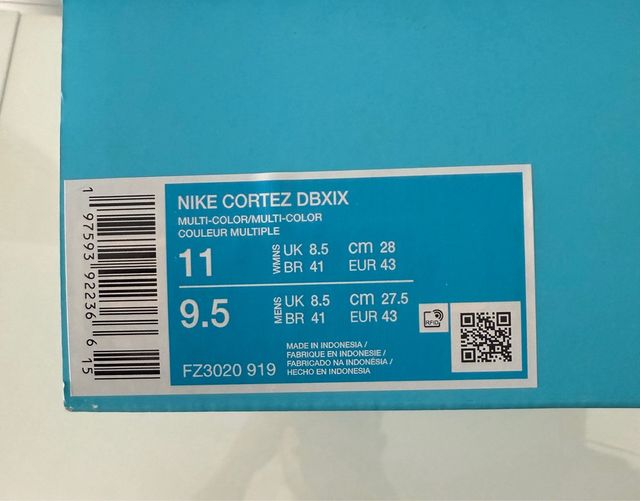 NIKE CORTEZ DBXIX
MULTI-COLOR/MULTI-COLOR
COULEUR MULTIPLE
11 WMNS UK 8.5 cm 28
BR 41 EUR 43
9.5 MENS UK 8.5 cm 27.5
BR 41 EUR 43
RFID
MADE IN INDONESIA /
FABRIQUE EN INDONESIE/
FABRICADO NA INDONÉSIA /
HECHO EN INDONESIA
FZ3020 919
1 97593 92236 6 15